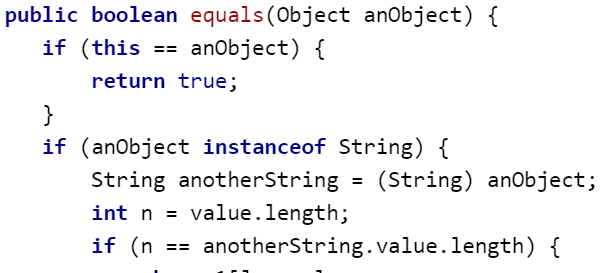 public boolean equals(Object anObject) {
if (this == anObject) {
return true;
}
if (anObject instanceof String) {
String anotherString = (String) anObject;
int n = value.length;
if (n == anotherString.value.length) {